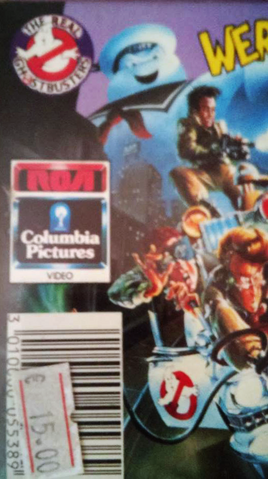 THE REAL
GHOSTBUSTERS
WER
RCA
Columbia
Pictures
VIDEO
€ 15.00